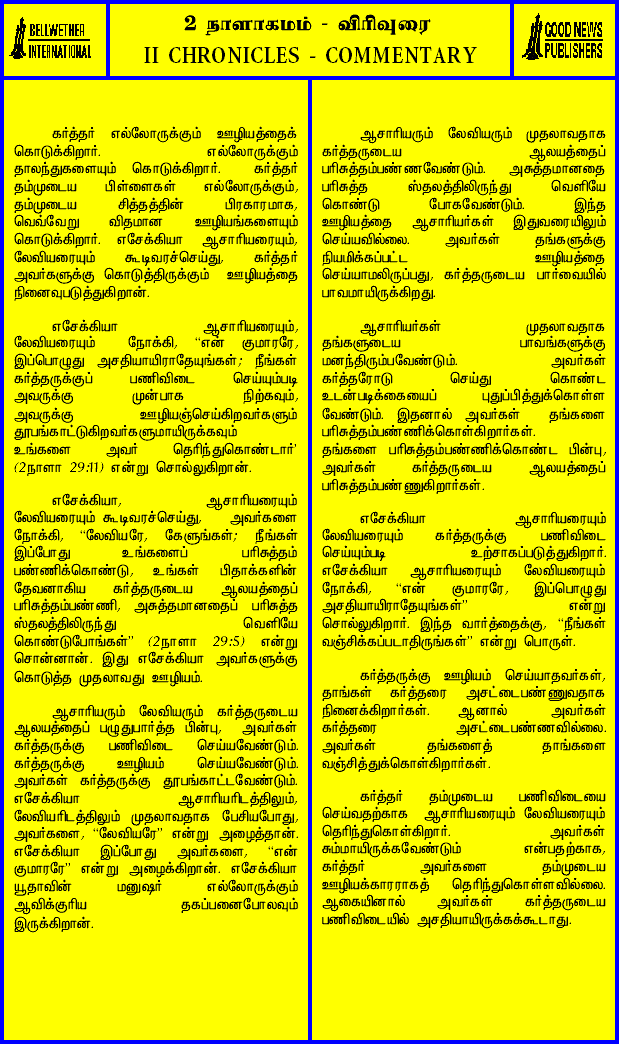 BELLWETHER
INTERNATIONAL
2 நாளாகமம் - விரிவுரை
II CHRONICLES - COMMENTARY
GOOD NEWS
PUBLISHERS
கர்த்தர் எல்லோருக்கும் ஊழியத்தைக்
கொடுக்கிறார். எல்லோருக்கும்
தாலந்துகளையும் கொடுக்கிறார். கர்த்தர்
தம்முடைய பிள்ளைகள் எல்லோருக்கும்,
தம்முடைய சித்தத்தின் பிரகாரமாக,
வெவ்வேறு விதமான ஊழியங்களையும்
கொடுக்கிறார். எசேக்கியா ஆசாரியரையும்,
லேவியரையும் கூடிவரச்செய்து, கர்த்தர்
அவர்களுக்கு கொடுத்திருக்கும் ஊழியத்தை
நினைவுபடுத்துகிறான்.
எசேக்கியா ஆசாரியரையும்,
லேவியரையும் நோக்கி, “என் குமாரரே,
இப்பொழுது அசதியாயிராதேயுங்கள்; நீங்கள்
கர்த்தருக்குப் பணிவிடை செய்யும்படி
அவருக்கு முன்பாக நிற்கவும்,
அவருக்கு ஊழியஞ்செய்கிறவர்களும்
தூபங்காட்டுகிறவர்களுமாயிருக்கவும்
உங்களை அவர் தெரிந்துகொண்டார்’
(2நாளா 29:11) என்று சொல்லுகிறான்.
எசேக்கியா, ஆசாரியரையும்
லேவியரையும் கூடிவரச்செய்து, அவர்களை
நோக்கி, “லேவியரே, கேளுங்கள்; நீங்கள்
இப்போது உங்களைப் பரிசுத்தம்
பண்ணிக்கொண்டு, உங்கள் பிதாக்களின்
தேவனாகிய கர்த்தருடைய ஆலயத்தைப்
பரிசுத்தம்பண்ணி, அசுத்தமானதைப் பரிசுத்த
ஸ்தலத்திலிருந்து வெளியே
கொண்டுபோங்கள்” (2நாளா 29:5) என்று
சொன்னான். இது எசேக்கியா அவர்களுக்கு
கொடுத்த முதலாவது ஊழியம்.
ஆசாரியரும் லேவியரும் கர்த்தருடைய
ஆலயத்தைப் பழுதுபார்த்த பின்பு, அவர்கள்
கர்த்தருக்கு பணிவிடை செய்யவேண்டும்.
கர்த்தருக்கு ஊழியம் செய்யவேண்டும்.
அவர்கள் கர்த்தருக்கு தூபங்காட்டவேண்டும்.
எசேக்கியா ஆசாரியரிடத்திலும்,
லேவியரிடத்திலும் முதலாவதாக பேசியபோது,
அவர்களை, “லேவியரே” என்று அழைத்தான்.
எசேக்கியா இப்போது அவர்களை, “என்
குமாரரே” என்று அழைக்கிறான். எசேக்கியா
யூதாவின் மனுஷர் எல்லோருக்கும்
ஆவிக்குரிய தகப்பனைபோலவும்
இருக்கிறான்.
ஆசாரியரும் லேவியரும் முதலாவதாக
கர்த்தருடைய ஆலயத்தைப்
பரிசுத்தம்பண்ணவேண்டும். அசுத்தமானதை
பரிசுத்த ஸ்தலத்திலிருந்து வெளியே
கொண்டு போகவேண்டும். இந்த
ஊழியத்தை ஆசாரியர்கள் இதுவரையிலும்
செய்யவில்லை. அவர்கள் தங்களுக்கு
நியமிக்கப்பட்ட ஊழியத்தை
செய்யாமலிருப்பது, கர்த்தருடைய பார்வையில்
பாவமாயிருக்கிறது.
ஆசாரியர்கள் முதலாவதாக
தங்களுடைய பாவங்களுக்கு
மனந்திரும்பவேண்டும். அவர்கள்
கர்த்தரோடு செய்து கொண்ட
உடன்படிக்கையைப் புதுப்பித்துக்கொள்ள
வேண்டும். இதனால் அவர்கள் தங்களை
பரிசுத்தம்பண்ணிக்கொள்கிறார்கள்.
தங்களை பரிசுத்தம்பண்ணிக்கொண்ட பின்பு,
அவர்கள் கர்த்தருடைய ஆலயத்தைப்
பரிசுத்தம்பண்ணுகிறார்கள்.
எசேக்கியா ஆசாரியரையும்
லேவியரையும் கர்த்தருக்கு பணிவிடை
செய்யும்படி உற்சாகப்படுத்துகிறார்.
எசேக்கியா ஆசாரியரையும் லேவியரையும்
நோக்கி, “என் குமாரரே, இப்பொழுது
அசதியாயிராதேயுங்கள்” என்று
சொல்லுகிறார். இந்த வார்த்தைக்கு, “நீங்கள்
வஞ்சிக்கப்படாதிருங்கள்” என்று பொருள்.
கர்த்தருக்கு ஊழியம் செய்யாதவர்கள்,
தாங்கள் கர்த்தரை அசட்டைபண்ணுவதாக
நினைக்கிறார்கள். ஆனால் அவர்கள்
கர்த்தரை அசட்டைபண்ணவில்லை.
அவர்கள் தங்களைத் தாங்களை
வஞ்சித்துக்கொள்கிறார்கள்.
கர்த்தர் தம்முடைய பணிவிடையை
செய்வதற்காக ஆசாரியரையும் லேவியரையும்
தெரிந்துகொள்கிறார். அவர்கள்
சும்மாயிருக்கவேண்டும் என்பதற்காக,
கர்த்தர் அவர்களை தம்முடைய
ஊழியக்காரராகத் தெரிந்துகொள்ளவில்லை.
ஆகையினால் அவர்கள் கர்த்தருடைய
பணிவிடையில் அசதியாயிருக்கக்கூடாது.